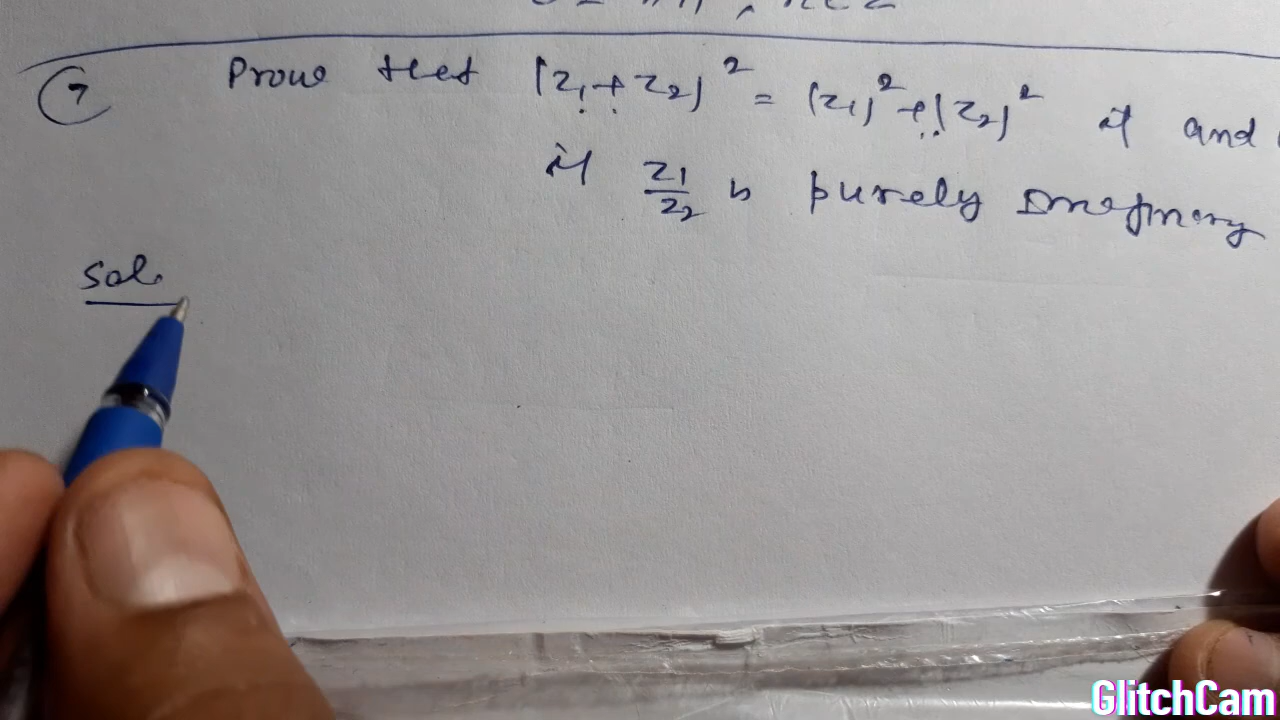 7 Prove that |z₁+z₂|² = |z₁|²+|z₂|² if and
if z₁/z₂ is purely Imaginary
Sol.
GlitchCam